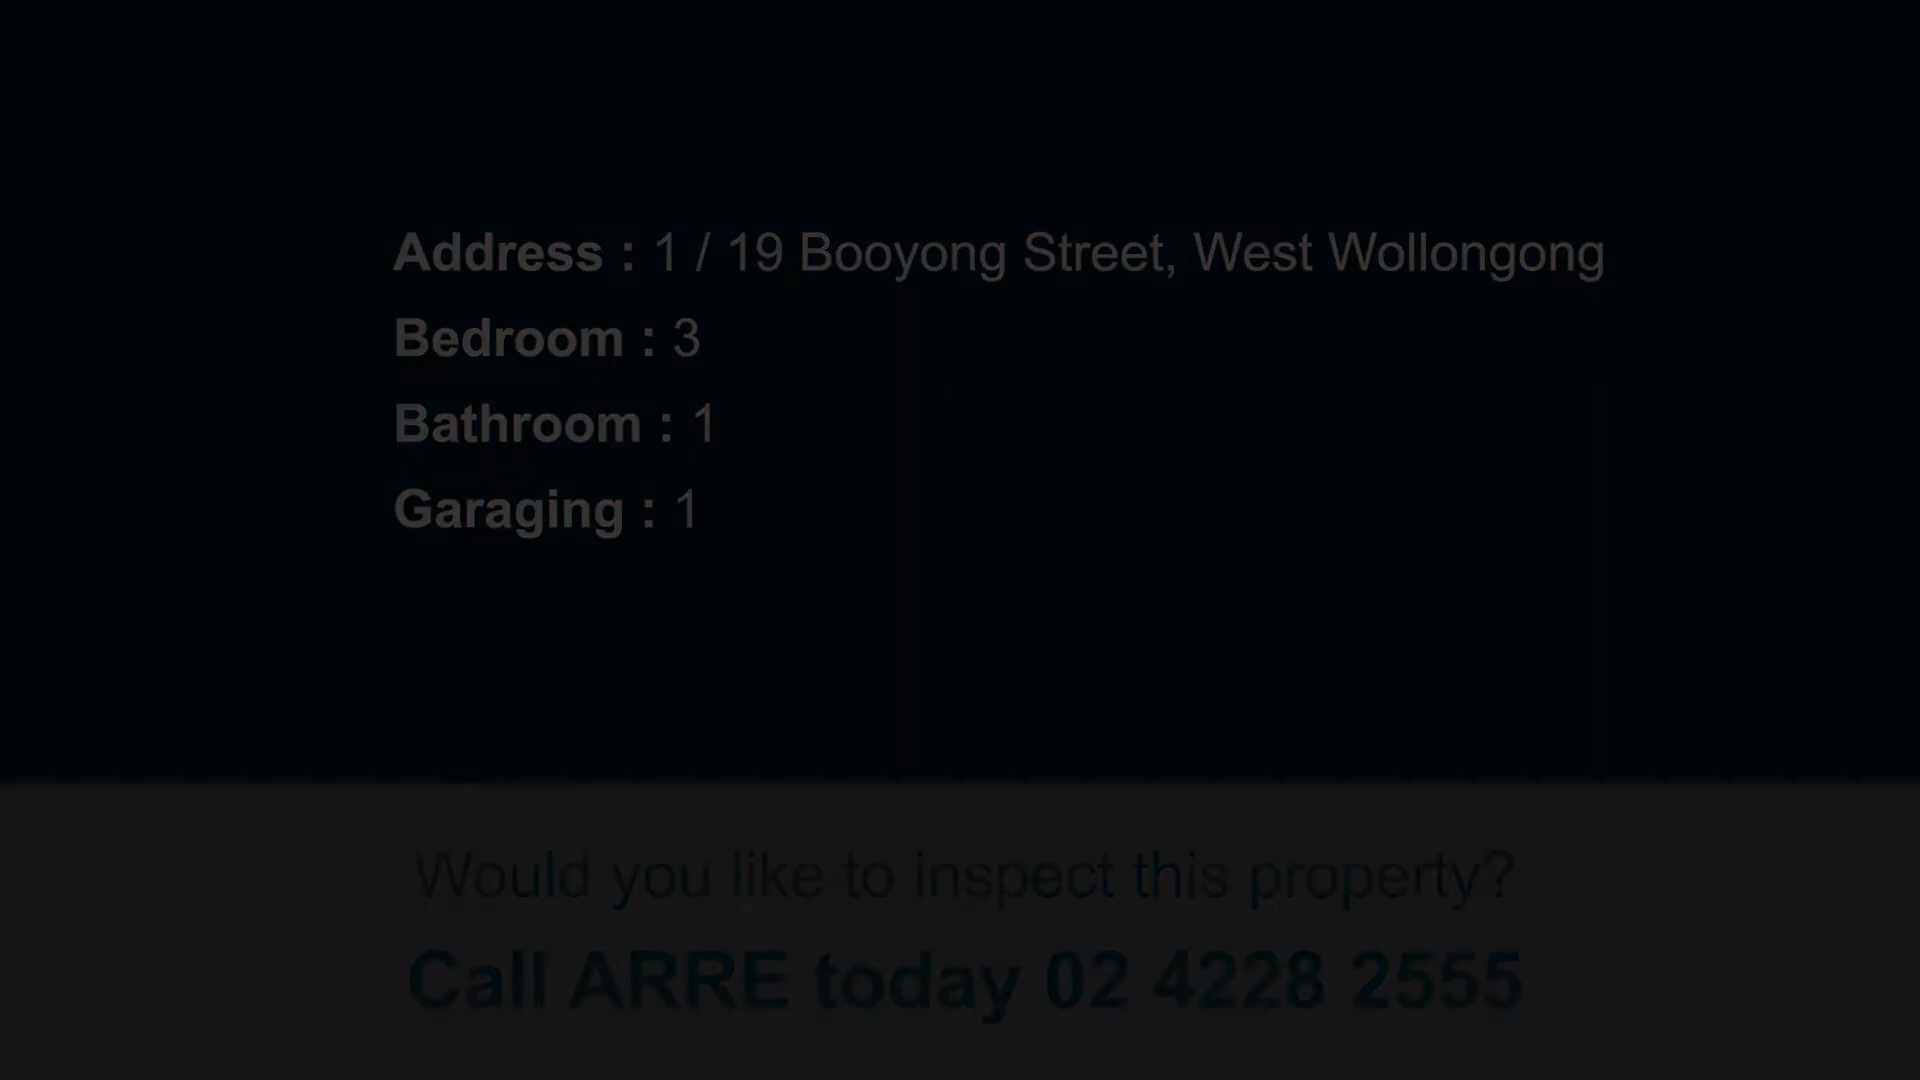 Address : 1 / 19 Booyong Street, West Wollongong
Bedroom : 3
Bathroom : 1
Garaging : 1
Would you like to inspect this property?
Call ARRE today 02 4228 2555